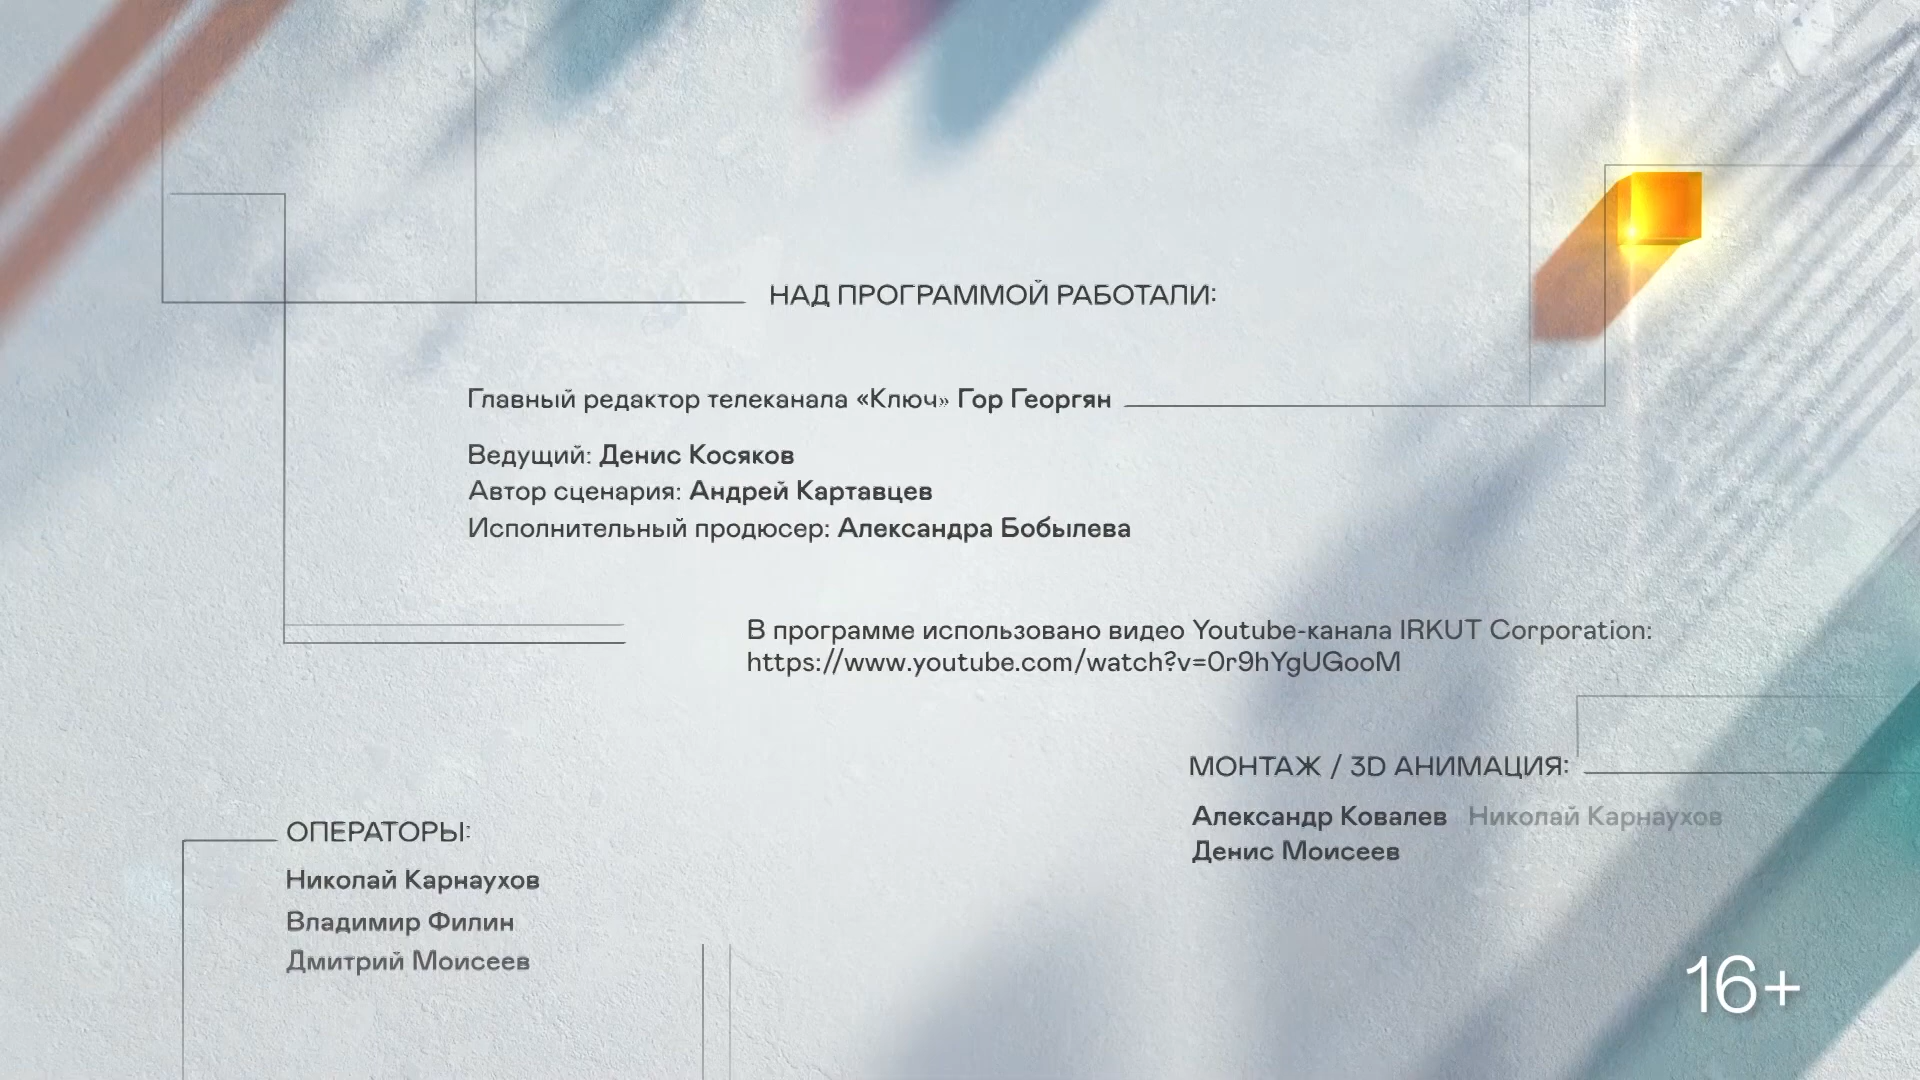 НАД ПРОГРАММОЙ РАБОТАЛИ:
Главный редактор телеканала «Ключ» Гор Георгян
Ведущий: Денис Косяков
Автор сценария: Андрей Картавцев
Исполнительный продюсер: Александра Бобылева
В программе использовано видео Youtube-канала IRKUT Corporation:
https://www.youtube.com/watch?v=0r9hYgUGooM
МОНТАЖ / 3D АНИМАЦИЯ:
Александр Ковалев Николай Карнаухов
Денис Моисеев
ОПЕРАТОРЫ:
Николай Карнаухов
Владимир Филин
Дмитрий Моисеев
16+